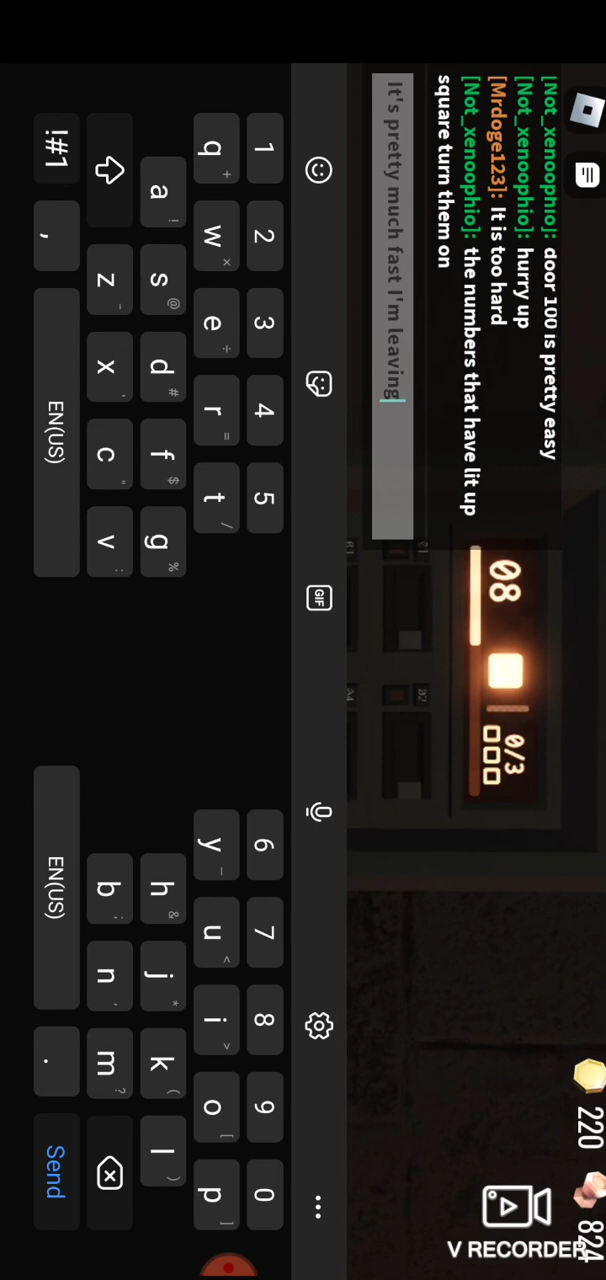 [Not_xenoophio]: door 100 is pretty easy
[Not_xenoophio]: hurry up
[Mrdoge123]: It is too hard
[Not_xenoophio]: the numbers that have lit up
square turn them on
It's pretty much fast I'm leaving
08
0/3
220
824
V RECORDER
GIF
1 2 3 4 5 6 7 8 9 0
q w e r t y u i o p
a s d f g h j k l
z x c v b n m
!#1 , EN(US) EN(US) . Send